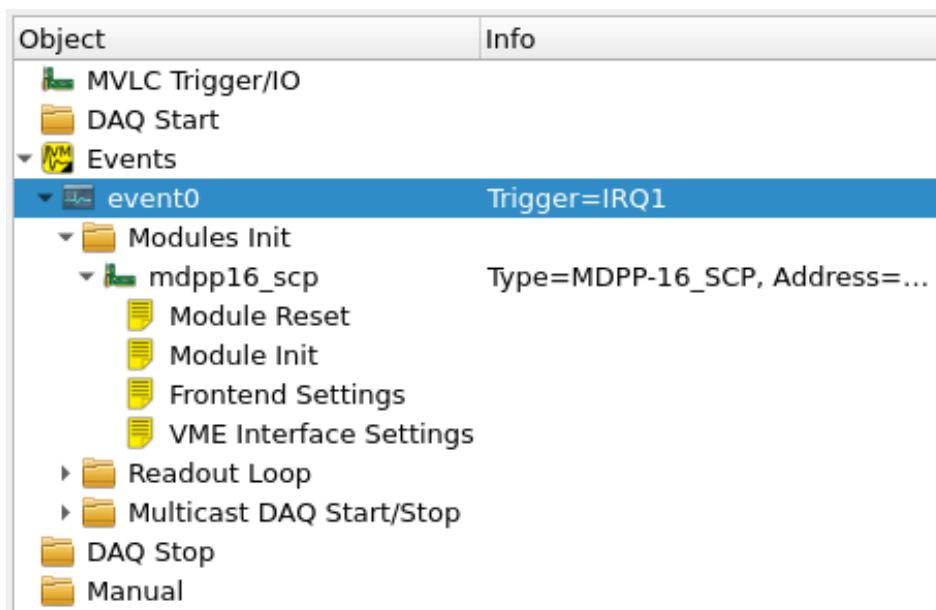 Object Info
MVLC Trigger/IO
DAQ Start
Events
event0 Trigger=IRQ1
Modules Init
mdpp16_scp Type=MDPP-16_SCP, Address=...
Module Reset
Module Init
Frontend Settings
VME Interface Settings
Readout Loop
Multicast DAQ Start/Stop
DAQ Stop
Manual